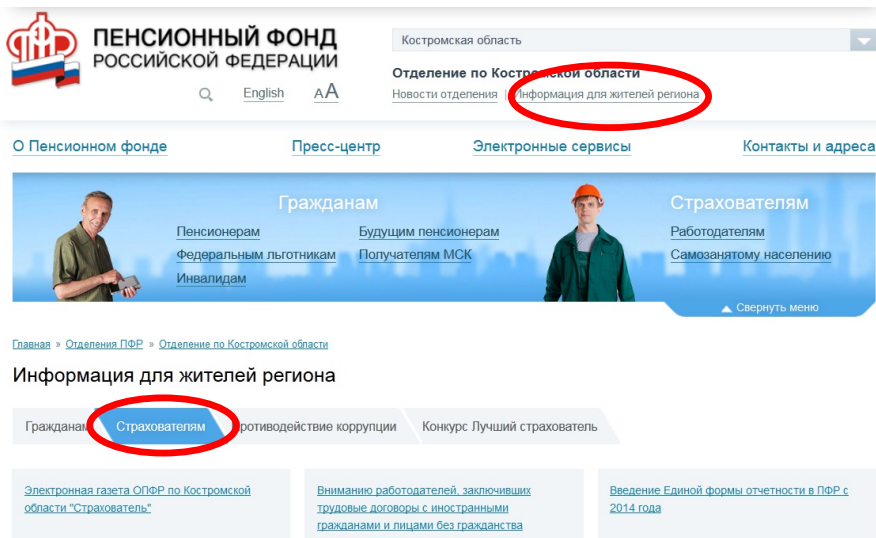 ПЕНСИОННЫЙ ФОНД
РОССИЙСКОЙ ФЕДЕРАЦИИ
English АА
Костромская область
Отделение по Костромской области
Новости отделения | Информация для жителей региона
О Пенсионном фонде Пресс-центр Электронные сервисы Контакты и адреса
Гражданам
Пенсионерам Будущим пенсионерам
Федеральным льготникам Получателям МСК
Инвалидам
Страхователям
Работодателям
Самозанятому населению
Свернуть меню
Главная » Отделения ПФР » Отделение по Костромской области
Информация для жителей региона
Гражданам Страхователям Противодействие коррупции Конкурс Лучший страхователь
Электронная газета ОПФР по Костромской
области "Страхователь"
Вниманию работодателей, заключивших
трудовые договоры с иностранными
гражданами и лицами без гражданства
Введение Единой формы отчетности в ПФР с
2014 года